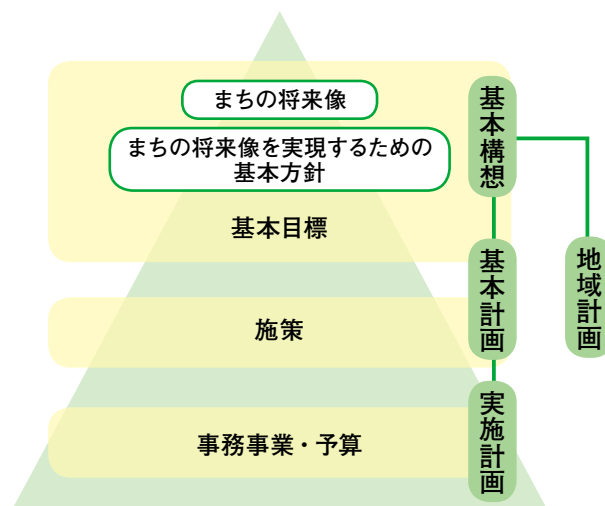 まちの将来像
まちの将来像を実現するための
基本方針
基本目標
施策
事務事業・予算
基本構想
基本計画
実施計画
地域計画